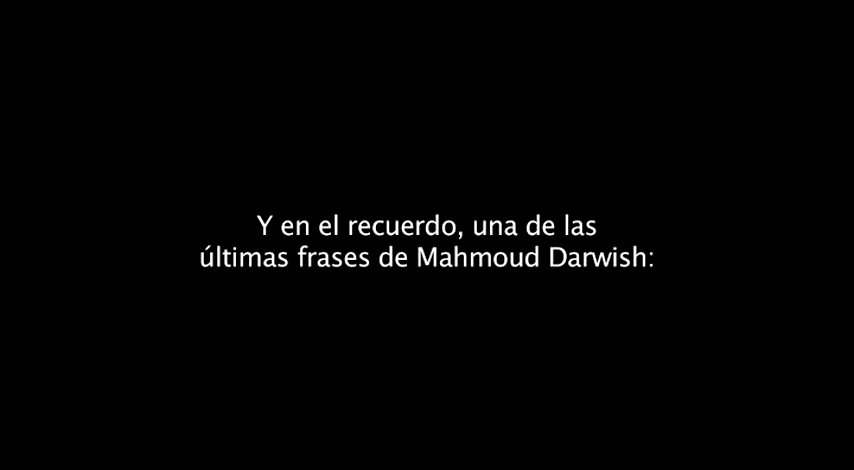 Y en el recuerdo, una de las
últimas frases de Mahmoud Darwish: